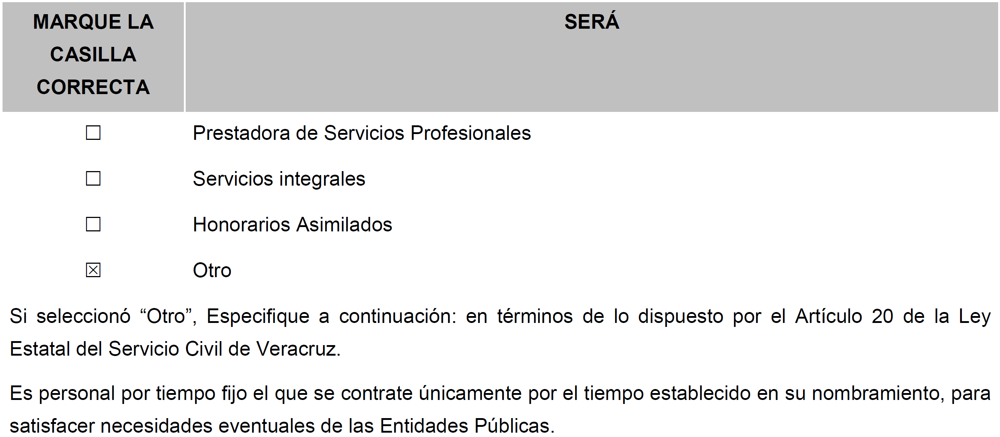 MARQUE LA
CASILLA
CORRECTA
SERÁ
☐ Prestadora de Servicios Profesionales
☐ Servicios integrales
☐ Honorarios Asimilados
☒ Otro
Si seleccionó “Otro”, Especifique a continuación: en términos de lo dispuesto por el Artículo 20 de la Ley
Estatal del Servicio Civil de Veracruz.
Es personal por tiempo fijo el que se contrate únicamente por el tiempo establecido en su nombramiento, para
satisfacer necesidades eventuales de las Entidades Públicas.